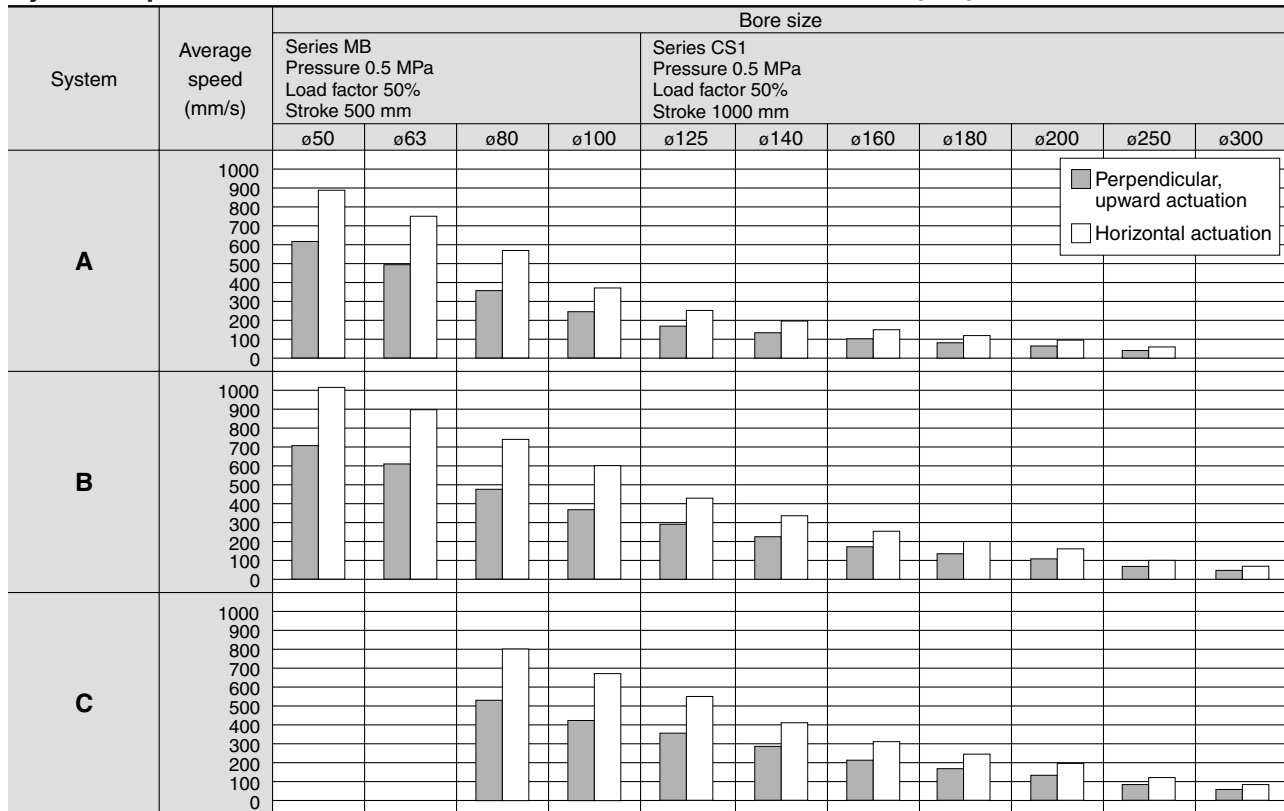 Bore size
System
Average
speed
(mm/s)
Series MB
Pressure 0.5 MPa
Load factor 50%
Stroke 500 mm
Series CS1
Pressure 0.5 MPa
Load factor 50%
Stroke 1000 mm
ø50 ø63 ø80 ø100 ø125 ø140 ø160 ø180 ø200 ø250 ø300
A
1000
900
800
700
600
500
400
300
200
100
0
Perpendicular,
upward actuation
Horizontal actuation
B
1000
900
800
700
600
500
400
300
200
100
0
C
1000
900
800
700
600
500
400
300
200
100
0